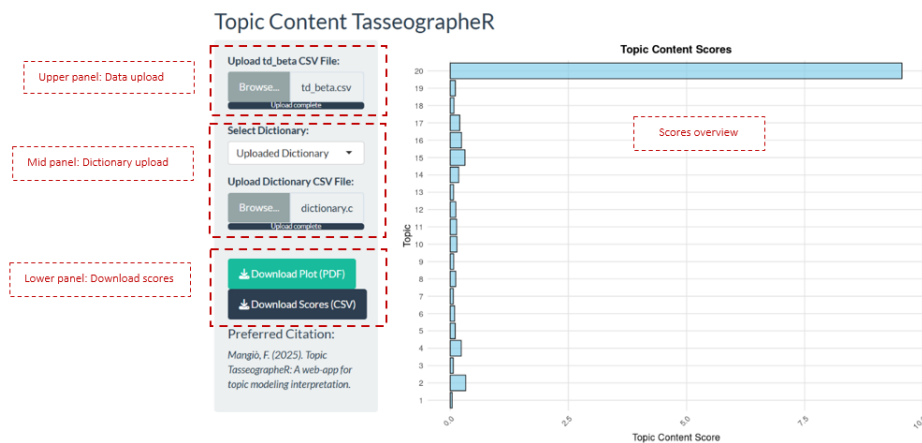 Topic Content TasseographeR
Upper panel: Data upload
Upload td_beta CSV File:
Browse...
td_beta.csv
Upload complete
Mid panel: Dictionary upload
Select Dictionary:
Uploaded Dictionary
Upload Dictionary CSV File:
Browse...
dictionary.c
Upload complete
Lower panel: Download scores
Download Plot (PDF)
Download Scores (CSV)
Preferred Citation:
Mangiò, F. (2025). Topic
TasseographeR: A web-app for
topic modeling interpretation.
Topic Content Scores
Scores overview
Topic
20
19
18
17
16
15
14
13
12
11
10
9
8
7
6
5
4
3
2
1
0.0
2.5
5.0
7.5
Topic Content Score